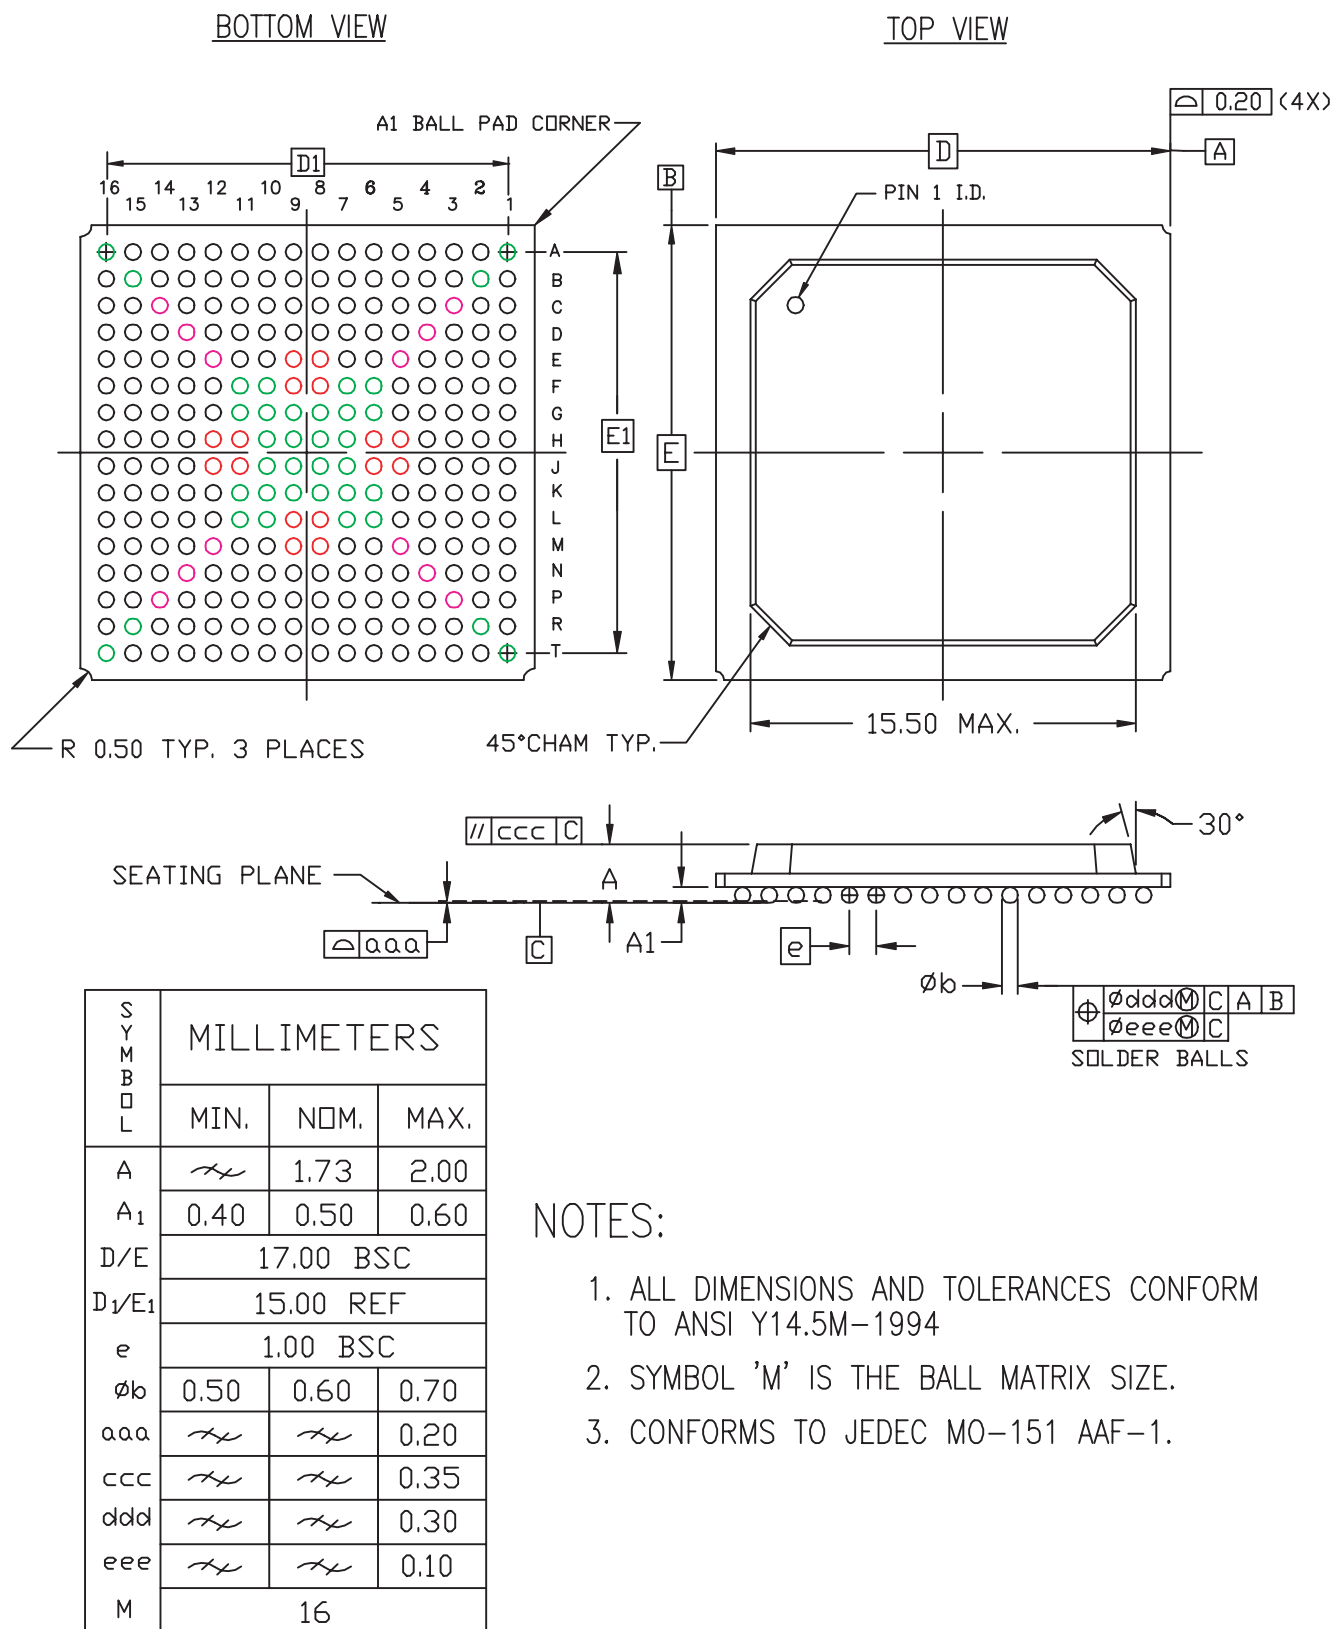 BOTTOM VIEW
TOP VIEW
0.20 (4X)
A1 BALL PAD CORNER
D1
D
A
B
16 14 12 10 8 6 4 2
15 13 11 9 7 5 3 1
PIN 1 I.D.
A
B
C
D
E
F
G
H
J
K
L
M
N
P
R
T
E1
E
R 0.50 TYP. 3 PLACES
45°CHAM TYP.
15.50 MAX.
// ccc C
30°
SEATING PLANE
A
aaa
C
A1
e
øb
ødddⓂ C A B
øeeeⓂ C
SOLDER BALLS
SYMBOL
MILLIMETERS
MIN. NOM. MAX.
A 1.73 2.00
A1 0.40 0.50 0.60
D/E 17.00 BSC
D1/E1 15.00 REF
e 1.00 BSC
øb 0.50 0.60 0.70
aaa 0.20
ccc 0.35
ddd 0.30
eee 0.10
M 16
NOTES:
1. ALL DIMENSIONS AND TOLERANCES CONFORM
TO ANSI Y14.5M-1994
2. SYMBOL 'M' IS THE BALL MATRIX SIZE.
3. CONFORMS TO JEDEC MO-151 AAF-1.